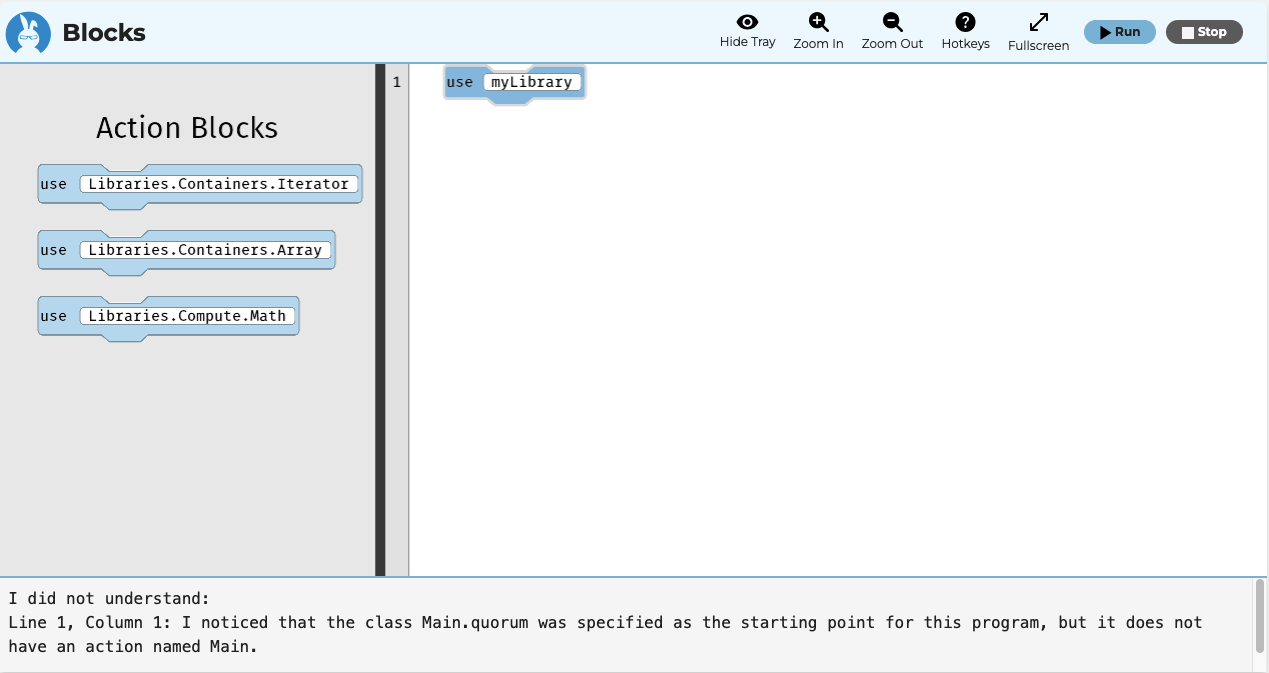 Blocks
Hide Tray
Zoom In
Zoom Out
Hotkeys
Fullscreen
Run
Stop
Action Blocks
use Libraries.Containers.Iterator
use Libraries.Containers.Array
use Libraries.Compute.Math
1 use myLibrary
I did not understand:
Line 1, Column 1: I noticed that the class Main.quorum was specified as the starting point for this program, but it does not
have an action named Main.